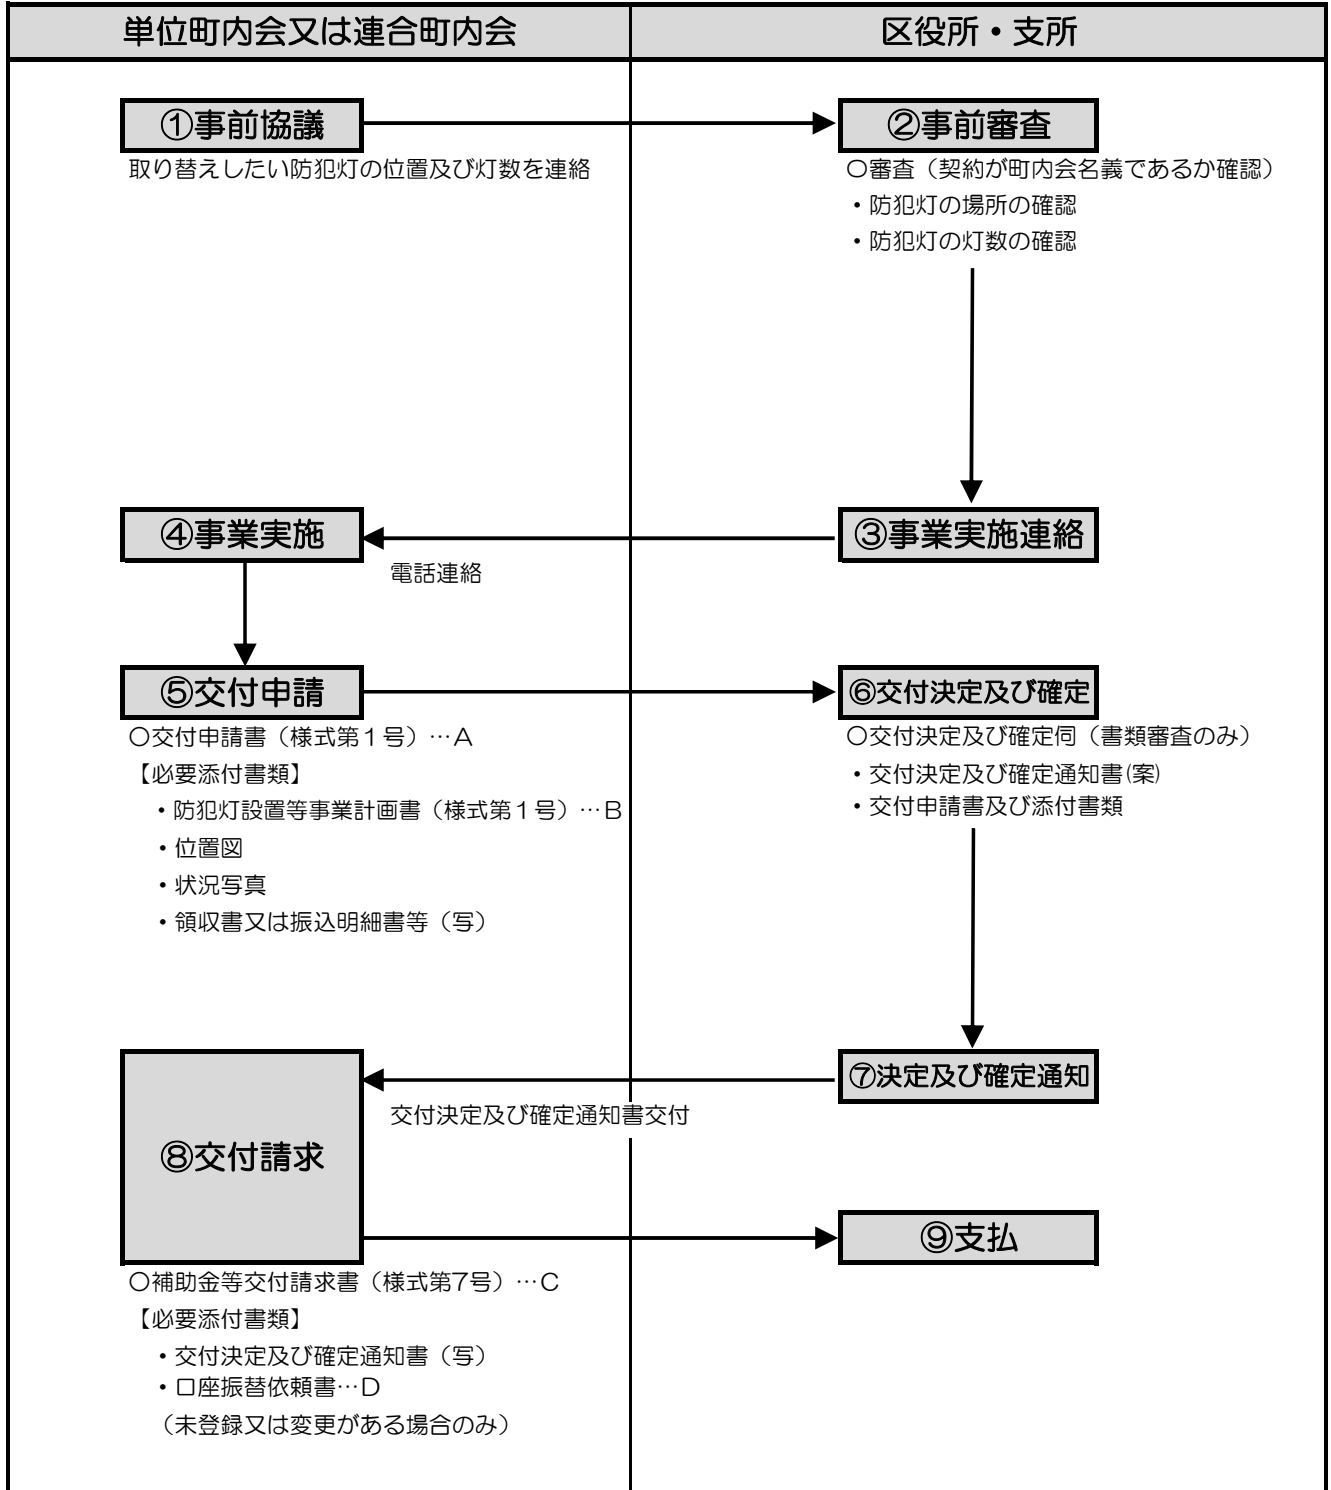 単位町内会又は連合町内会
区役所・支所
①事前協議
取り替えしたい防犯灯の位置及び灯数を連絡
②事前審査
〇審査（契約が町内会名義であるか確認）
・防犯灯の場所の確認
・防犯灯の灯数の確認
④事業実施
③事業実施連絡
電話連絡
⑤交付申請
〇交付申請書（様式第１号）…A
【必要添付書類】
・防犯灯設置等事業計画書（様式第１号）…B
・位置図
・状況写真
・領収書又は振込明細書等（写）
⑥交付決定及び確定
〇交付決定及び確定伺（書類審査のみ）
・交付決定及び確定通知書(案)
・交付申請書及び添付書類
⑦決定及び確定通知
交付決定及び確定通知書交付
⑧交付請求
⑨支払
〇補助金等交付請求書（様式第7号）…C
【必要添付書類】
・交付決定及び確定通知書（写）
・口座振替依頼書…D
（未登録又は変更がある場合のみ）